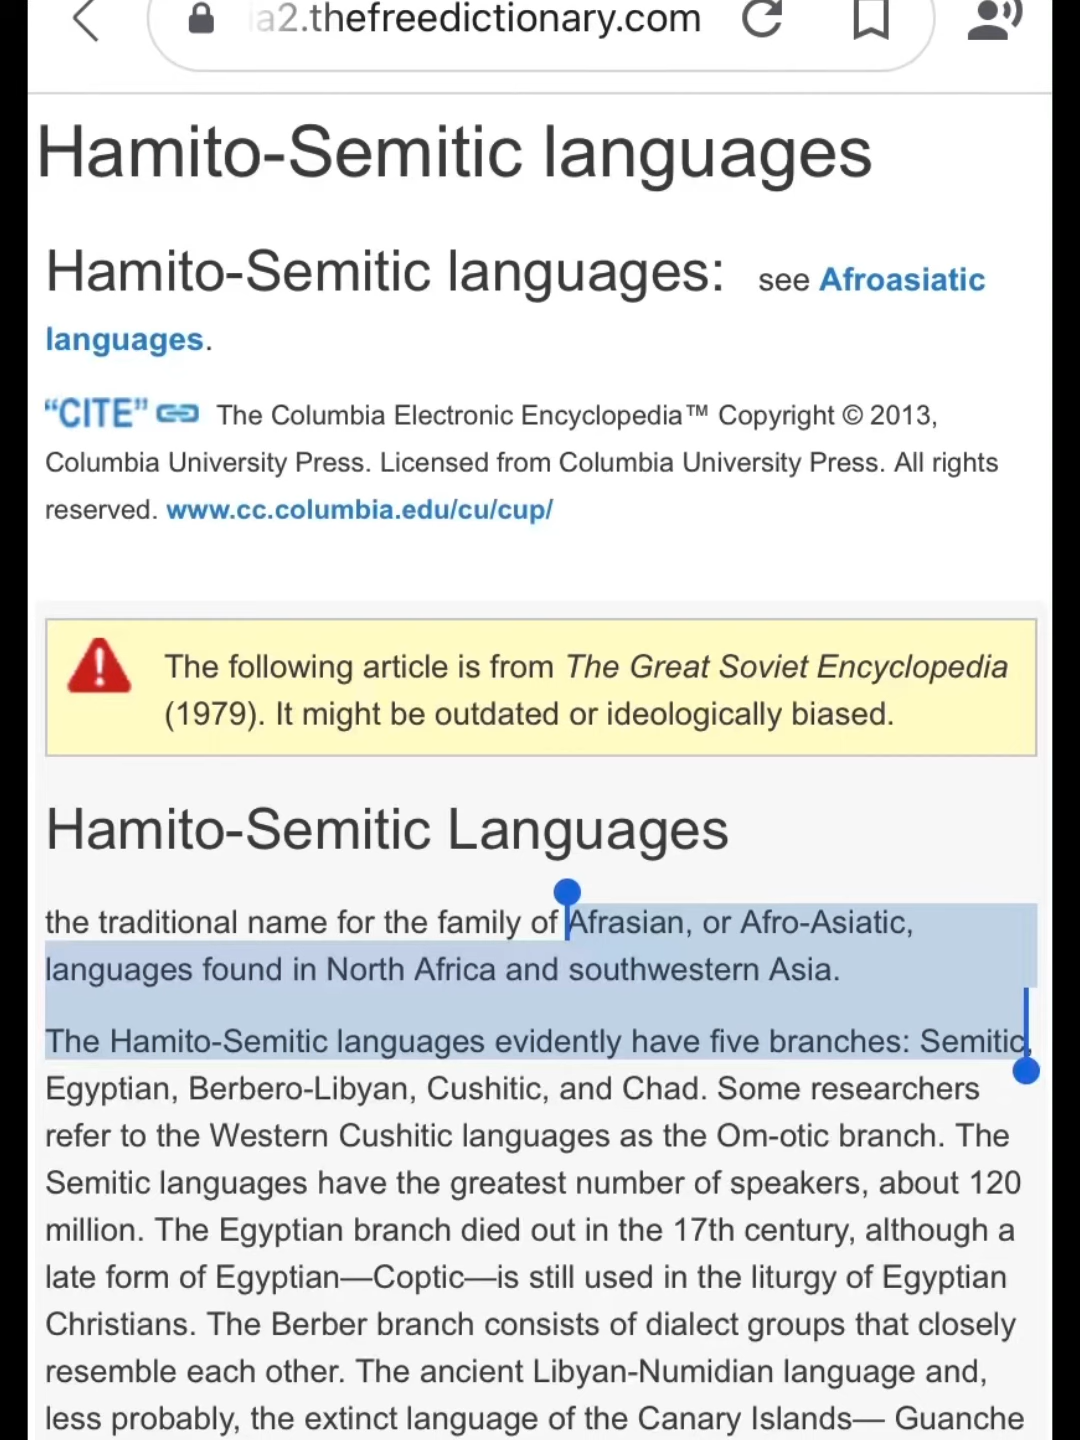 a2.thefreedictionary.com
Hamito-Semitic languages
Hamito-Semitic languages: see Afroasiatic
languages.
“CITE” The Columbia Electronic Encyclopedia™ Copyright © 2013,
Columbia University Press. Licensed from Columbia University Press. All rights
reserved. www.cc.columbia.edu/cu/cup/
The following article is from The Great Soviet Encyclopedia
(1979). It might be outdated or ideologically biased.
Hamito-Semitic Languages
the traditional name for the family of Afrasian, or Afro-Asiatic,
languages found in North Africa and southwestern Asia.
The Hamito-Semitic languages evidently have five branches: Semitic,
Egyptian, Berbero-Libyan, Cushitic, and Chad. Some researchers
refer to the Western Cushitic languages as the Om-otic branch. The
Semitic languages have the greatest number of speakers, about 120
million. The Egyptian branch died out in the 17th century, although a
late form of Egyptian—Coptic—is still used in the liturgy of Egyptian
Christians. The Berber branch consists of dialect groups that closely
resemble each other. The ancient Libyan-Numidian language and,
less probably, the extinct language of the Canary Islands— Guanche